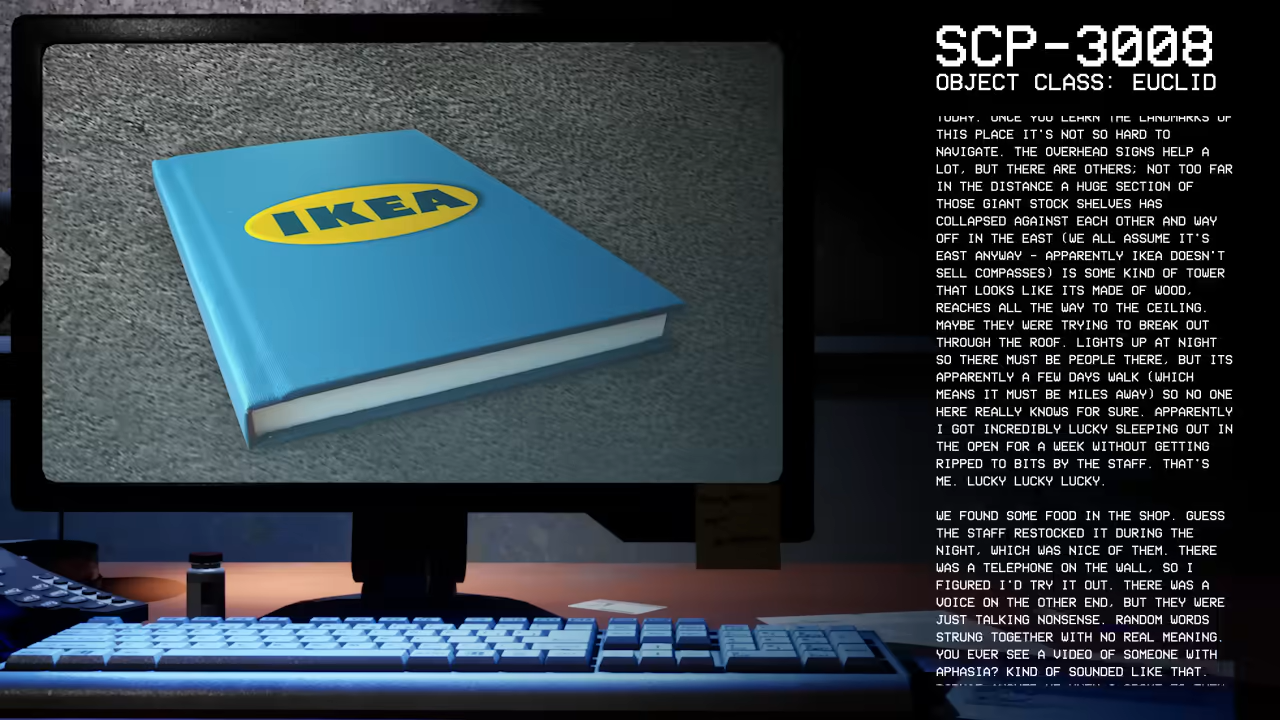 IKEA
SCP-3008
OBJECT CLASS: EUCLID
TODAY. ONCE YOU LEARN THE LANDMARKS OF
THIS PLACE IT'S NOT SO HARD TO
NAVIGATE. THE OVERHEAD SIGNS HELP A
LOT, BUT THERE ARE OTHERS; NOT TOO FAR
IN THE DISTANCE A HUGE SECTION OF
THOSE GIANT STOCK SHELVES HAS
COLLAPSED AGAINST EACH OTHER AND WAY
OFF IN THE EAST (WE ALL ASSUME IT'S
EAST ANYWAY - APPARENTLY IKEA DOESN'T
SELL COMPASSES) IS SOME KIND OF TOWER
THAT LOOKS LIKE ITS MADE OF WOOD,
REACHES ALL THE WAY TO THE CEILING.
MAYBE THEY WERE TRYING TO BREAK OUT
THROUGH THE ROOF. LIGHTS UP AT NIGHT
SO THERE MUST BE PEOPLE THERE, BUT ITS
APPARENTLY A FEW DAYS WALK (WHICH
MEANS IT MUST BE MILES AWAY) SO NO ONE
HERE REALLY KNOWS FOR SURE. APPARENTLY
I GOT INCREDIBLY LUCKY SLEEPING OUT IN
THE OPEN FOR A WEEK WITHOUT GETTING
RIPPED TO BITS BY THE STAFF. THAT'S
ME. LUCKY LUCKY LUCKY.
WE FOUND SOME FOOD IN THE SHOP. GUESS
THE STAFF RESTOCKED IT DURING THE
NIGHT, WHICH WAS NICE OF THEM. THERE
WAS A TELEPHONE ON THE WALL, SO I
FIGURED I'D TRY IT OUT. THERE WAS A
VOICE ON THE OTHER END, BUT THEY WERE
JUST TALKING NONSENSE. RANDOM WORDS
STRUNG TOGETHER WITH NO REAL MEANING.
YOU EVER SEE A VIDEO OF SOMEONE WITH
APHASIA? KIND OF SOUNDED LIKE THAT.